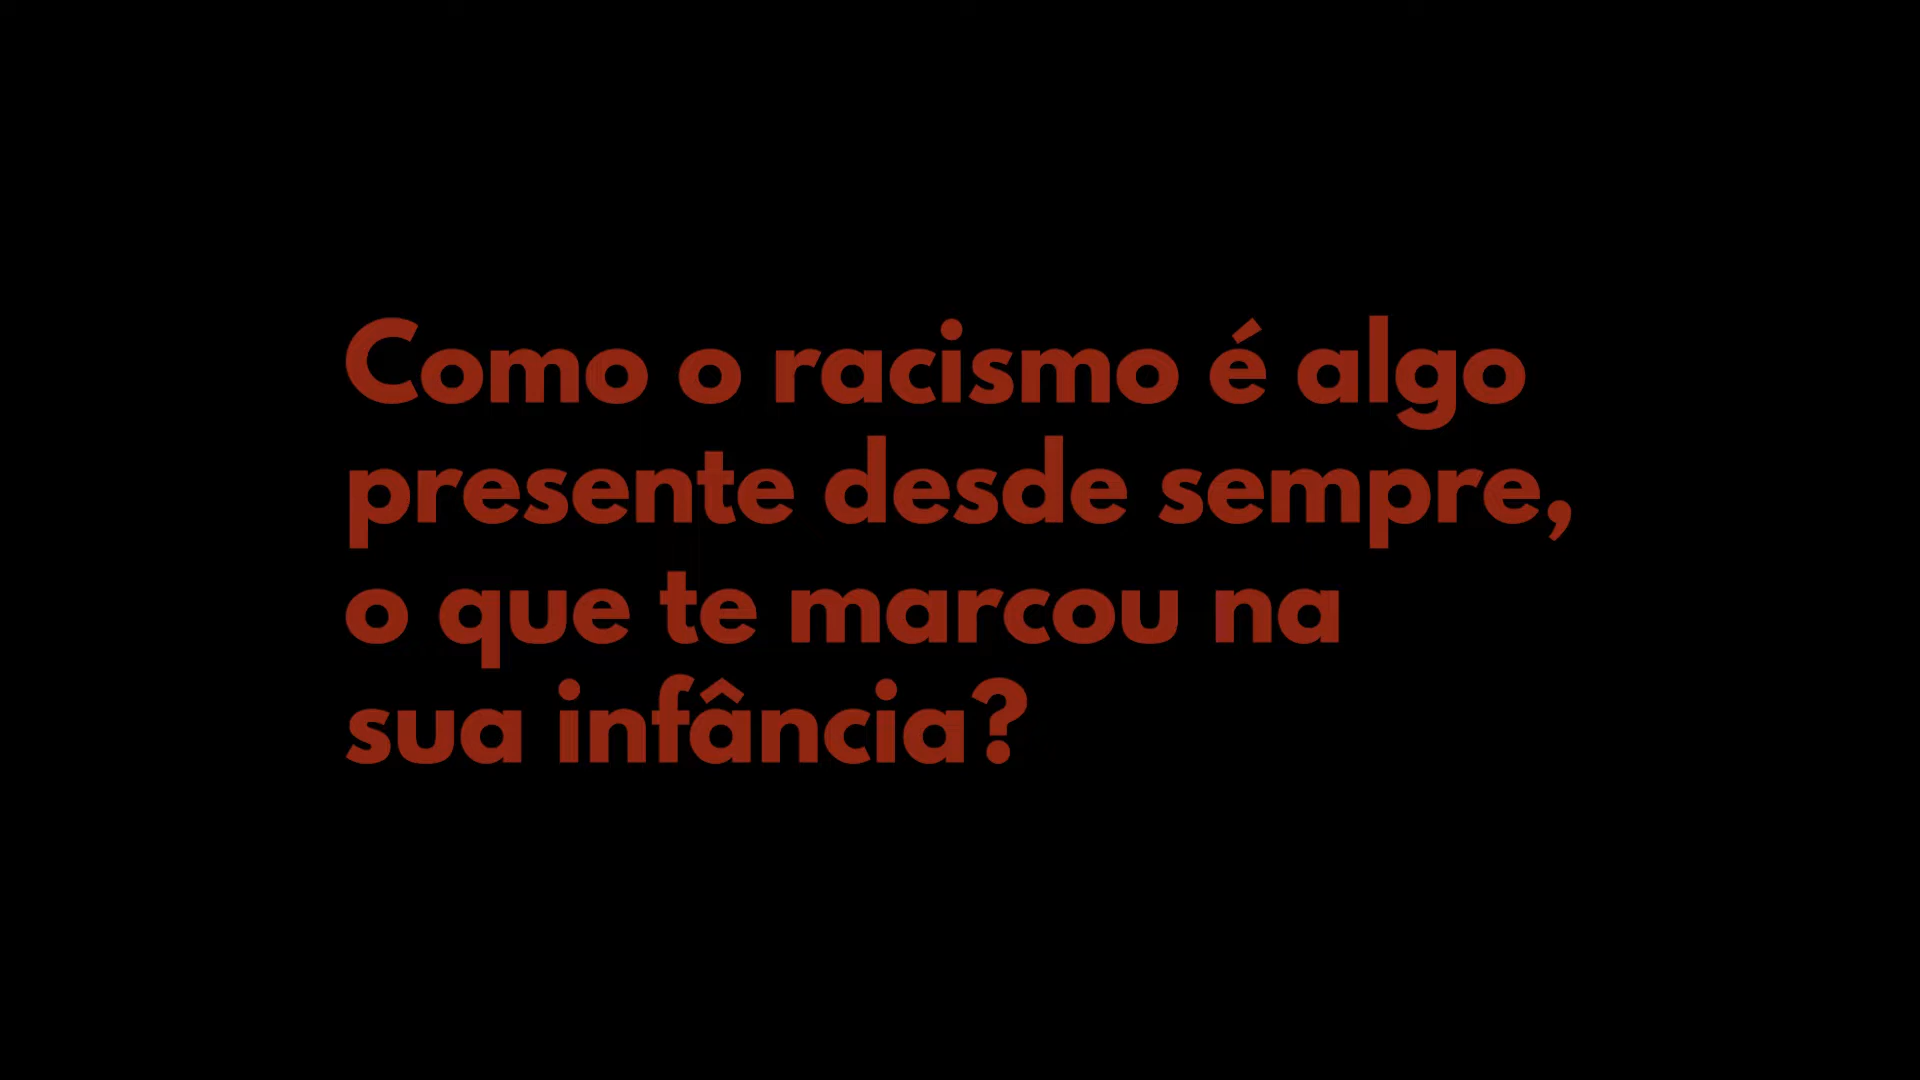 Como o racismo é algo
presente desde sempre,
o que te marcou na
sua infância?